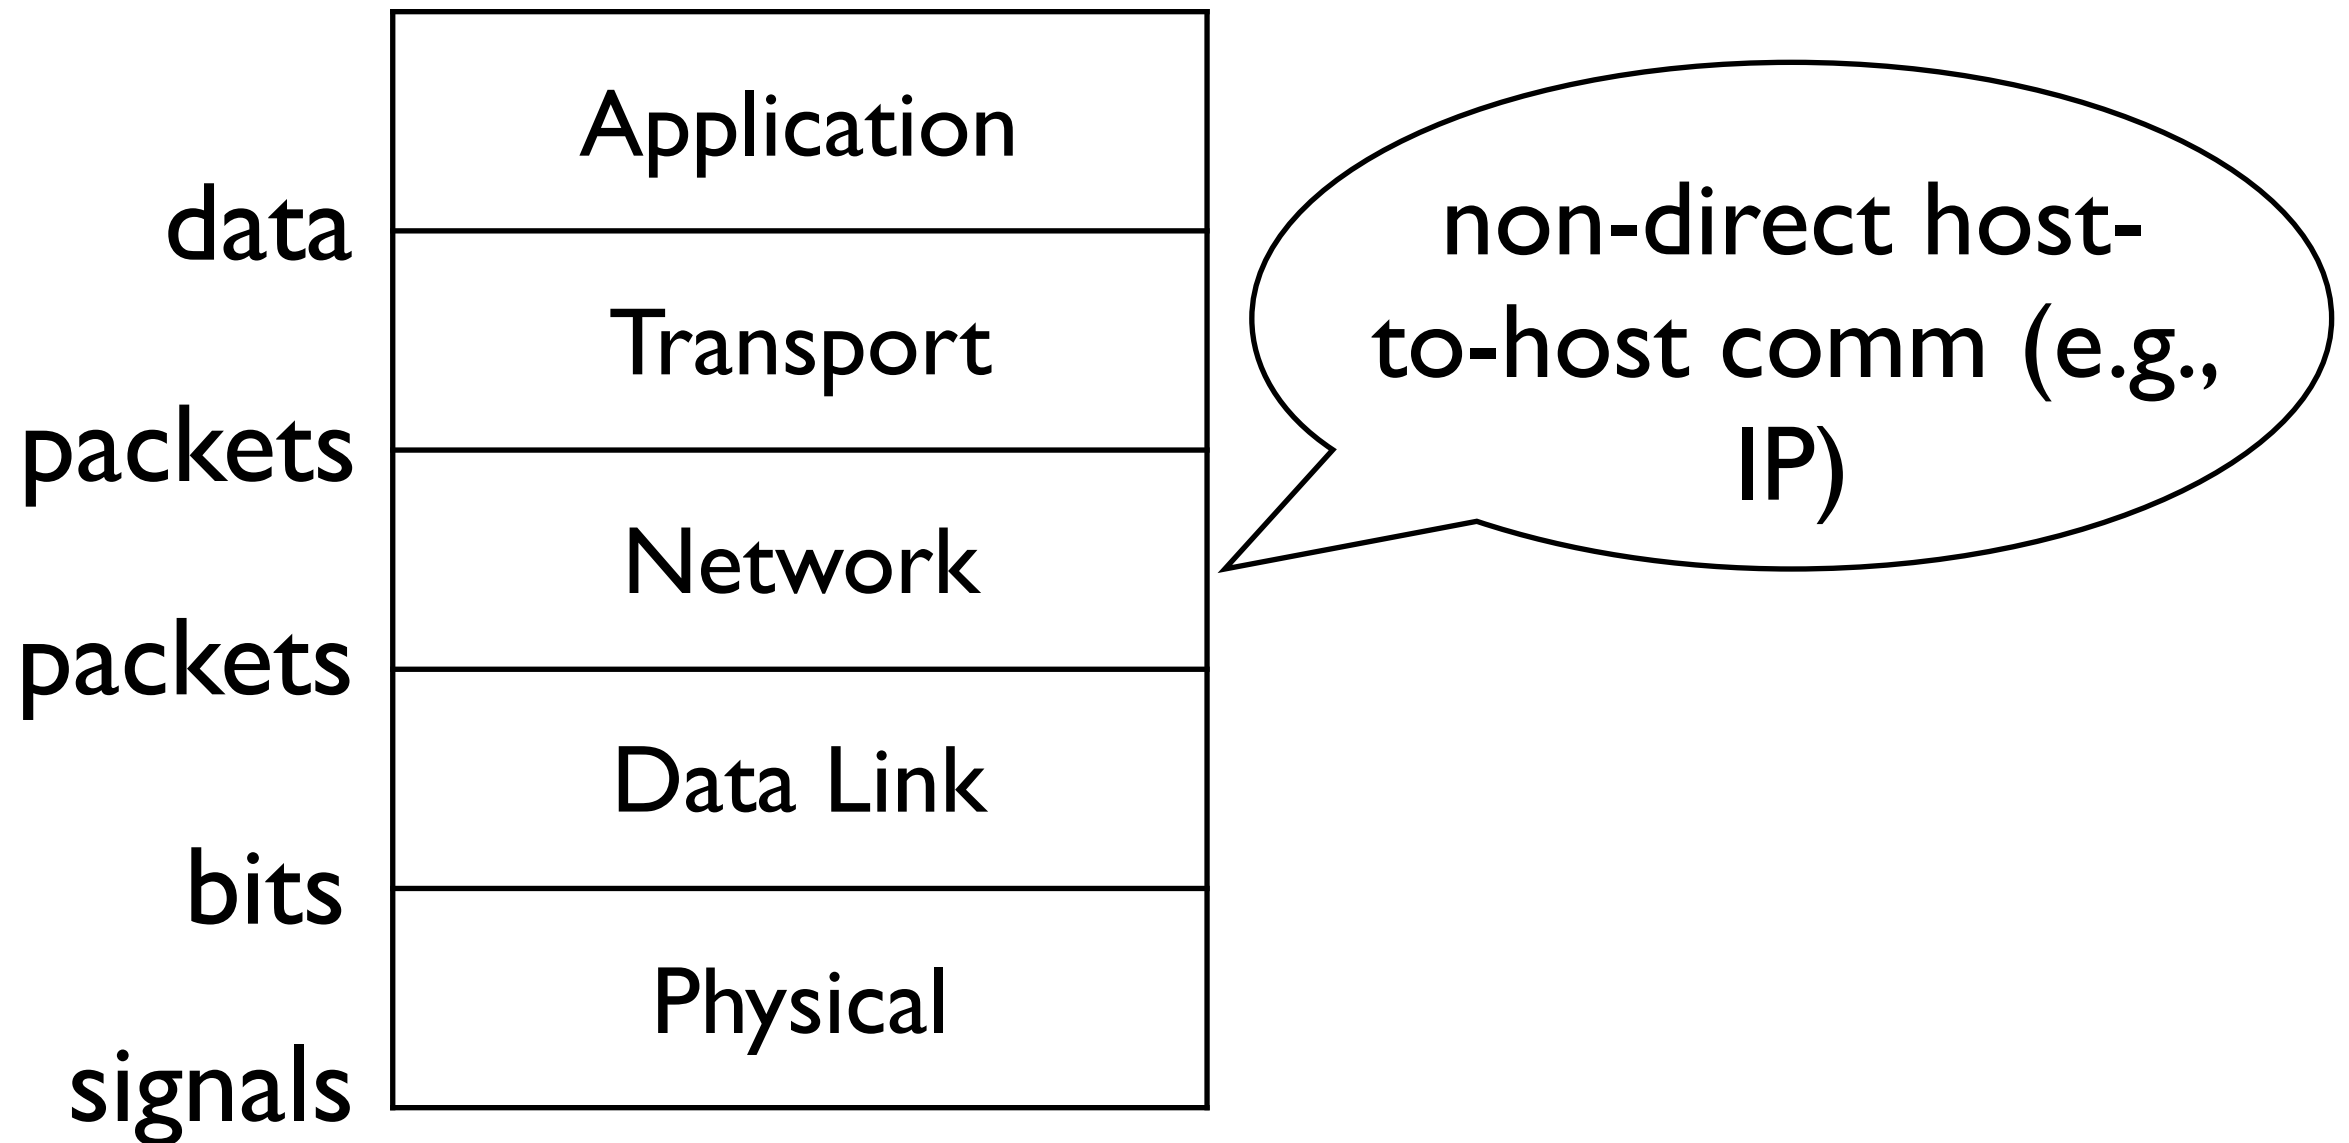 Application
data
Transport
packets
Network
packets
Data Link
bits
Physical
signals
non-direct host-
to-host comm (e.g.,
IP)